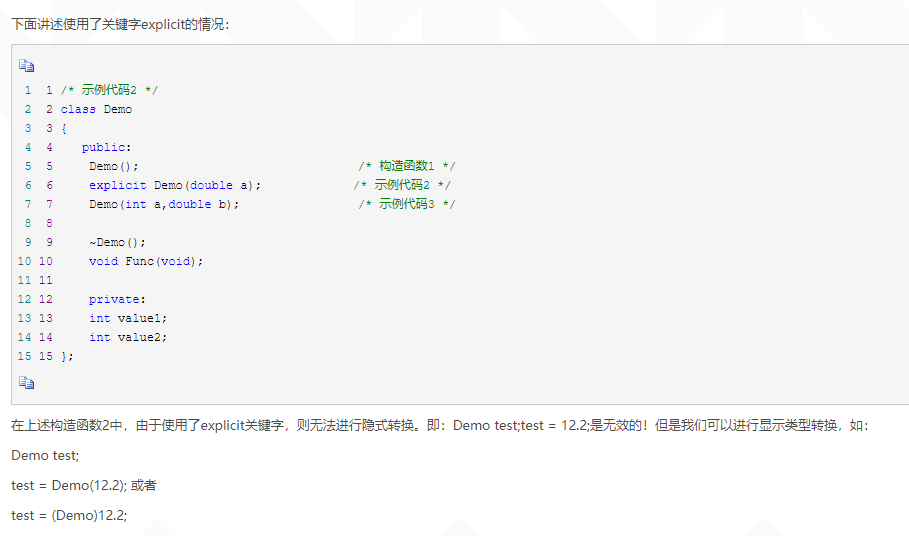 下面讲述使用了关键字explicit的情况：
1 1 /* 示例代码2 */
2 2 class Demo
3 3 {
4 4 public:
5 5 Demo(); /* 构造函数1 */
6 6 explicit Demo(double a); /* 示例代码2 */
7 7 Demo(int a,double b); /* 示例代码3 */
8 8
9 9 ~Demo();
10 10 void Func(void);
11 11
12 12 private:
13 13 int value1;
14 14 int value2;
15 15 };
在上述构造函数2中，由于使用了explicit关键字，则无法进行隐式转换。即：Demo test;test = 12.2;是无效的！但是我们可以进行显示类型转换，如：
Demo test;
test = Demo(12.2); 或者
test = (Demo)12.2;